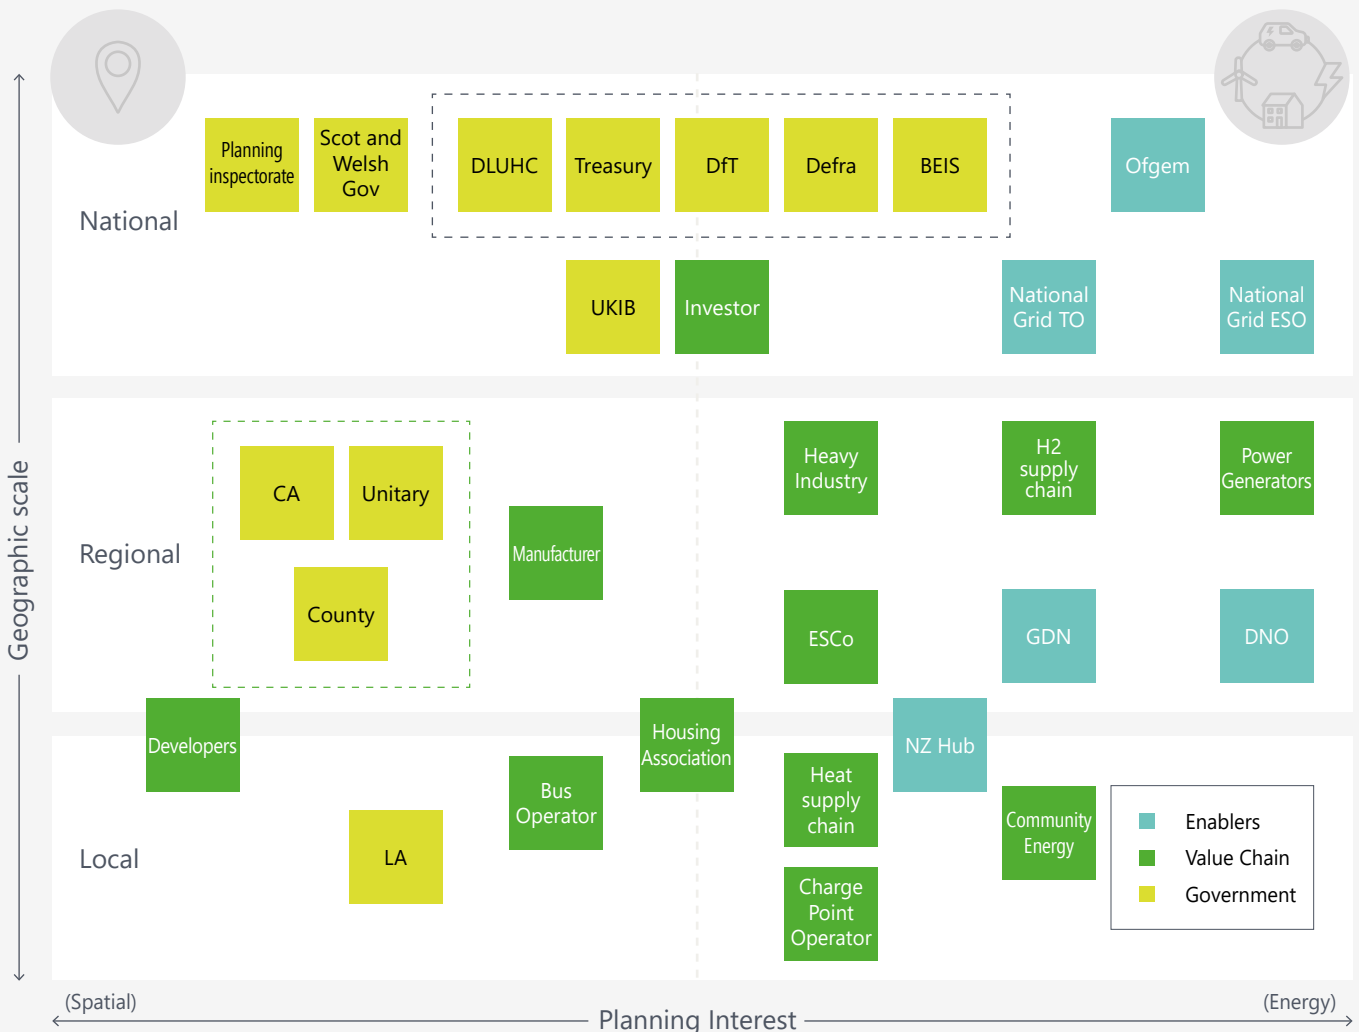 Planning
inspectorate
Scot and
Welsh
Gov
DLUHC
Treasury
DfT
Defra
BEIS
Ofgem
National
UKIB
Investor
National
Grid TO
National
Grid ESO
Geographic scale
CA
Unitary
County
Regional
Manufacturer
Heavy
Industry
H2
supply
chain
Power
Generators
ESCo
GDN
DNO
Developers
Housing
Association
NZ Hub
Bus
Operator
Heat
supply
chain
Community
Energy
Local
LA
Charge
Point
Operator
Enablers
Value Chain
Government
(Spatial)
(Energy)
Planning Interest